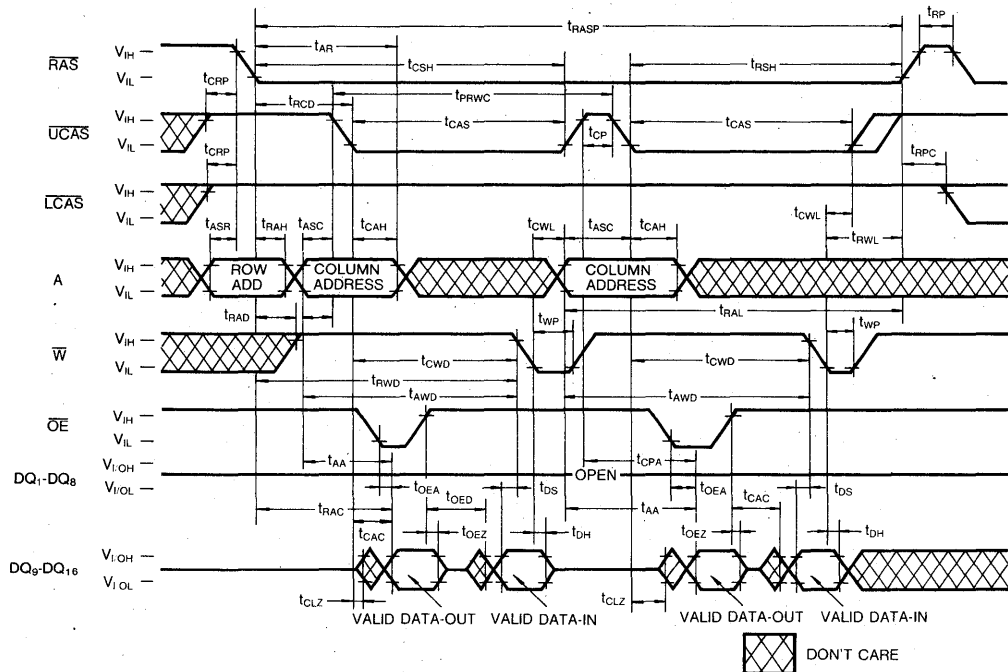 tRASP
tRP
tAR
RAS
VIH
VIL
tCSH
tRSH
tCRP
tRCD
tPRWC
UCAS
VIH
VIL
tCAS
tCP
tCAS
tCRP
tRPC
LCAS
VIH
VIL
tCWL
tASR
tRAH
tASC
tCAH
tCWL
tASC
tCAH
tRWL
A
VIH
VIL
ROW ADD
COLUMN ADDRESS
COLUMN ADDRESS
tRAD
tWP
tRAL
tWP
W
VIH
VIL
tCWD
tCWD
tRWD
tAWD
tAWD
OE
VIH
VIL
tAA
tCPA
DQ1-DQ8
VI/OH
VI/OL
OPEN
tOEA
tDS
tOEA
tDS
tRAC
tOED
tAA
tCAC
tCAC
tOEZ
tDH
tOEZ
tDH
DQ9-DQ16
VI/OH
VI/OL
tCLZ
tCLZ
VALID DATA-OUT
VALID DATA-IN
VALID DATA-OUT
VALID DATA-IN
DON'T CARE